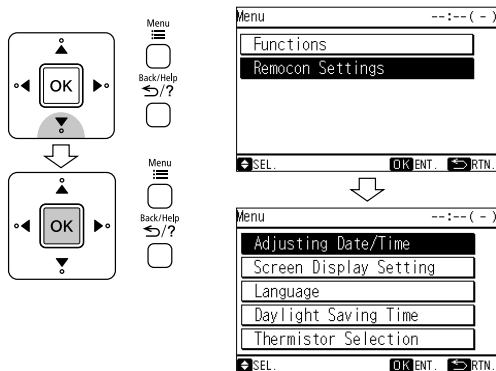 Menu
OK
Back/Help
/?
Menu
OK
Back/Help
/?
Menu --:--( - )
Functions
Remocon Settings
SEL. OK ENT. RTN.
Menu --:--( - )
Adjusting Date/Time
Screen Display Setting
Language
Daylight Saving Time
Thermistor Selection
SEL. OK ENT. RTN.